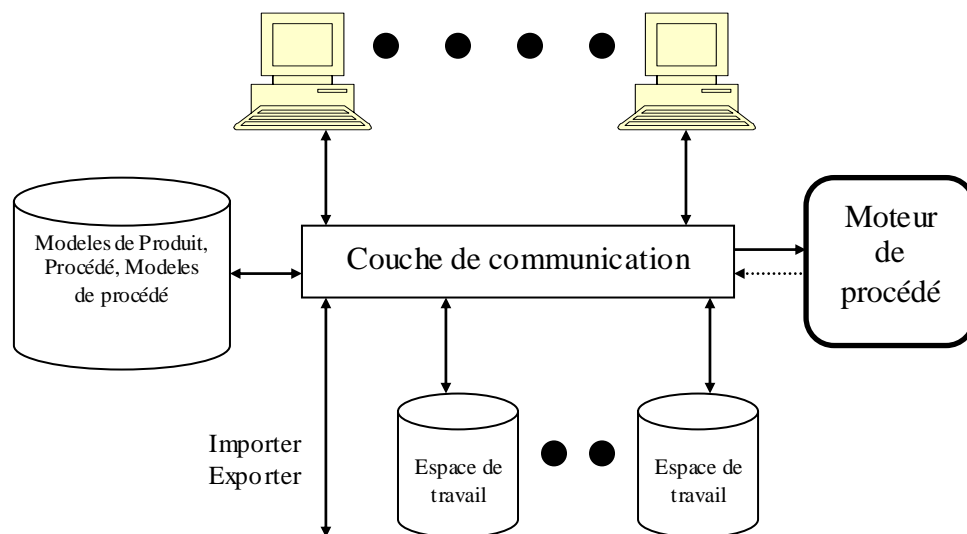 Modeles de Produit,
Procédé, Modeles
de procédé
Couche de communication
Moteur
de
procédé
Importer
Exporter
Espace de
travail
Espace de
travail